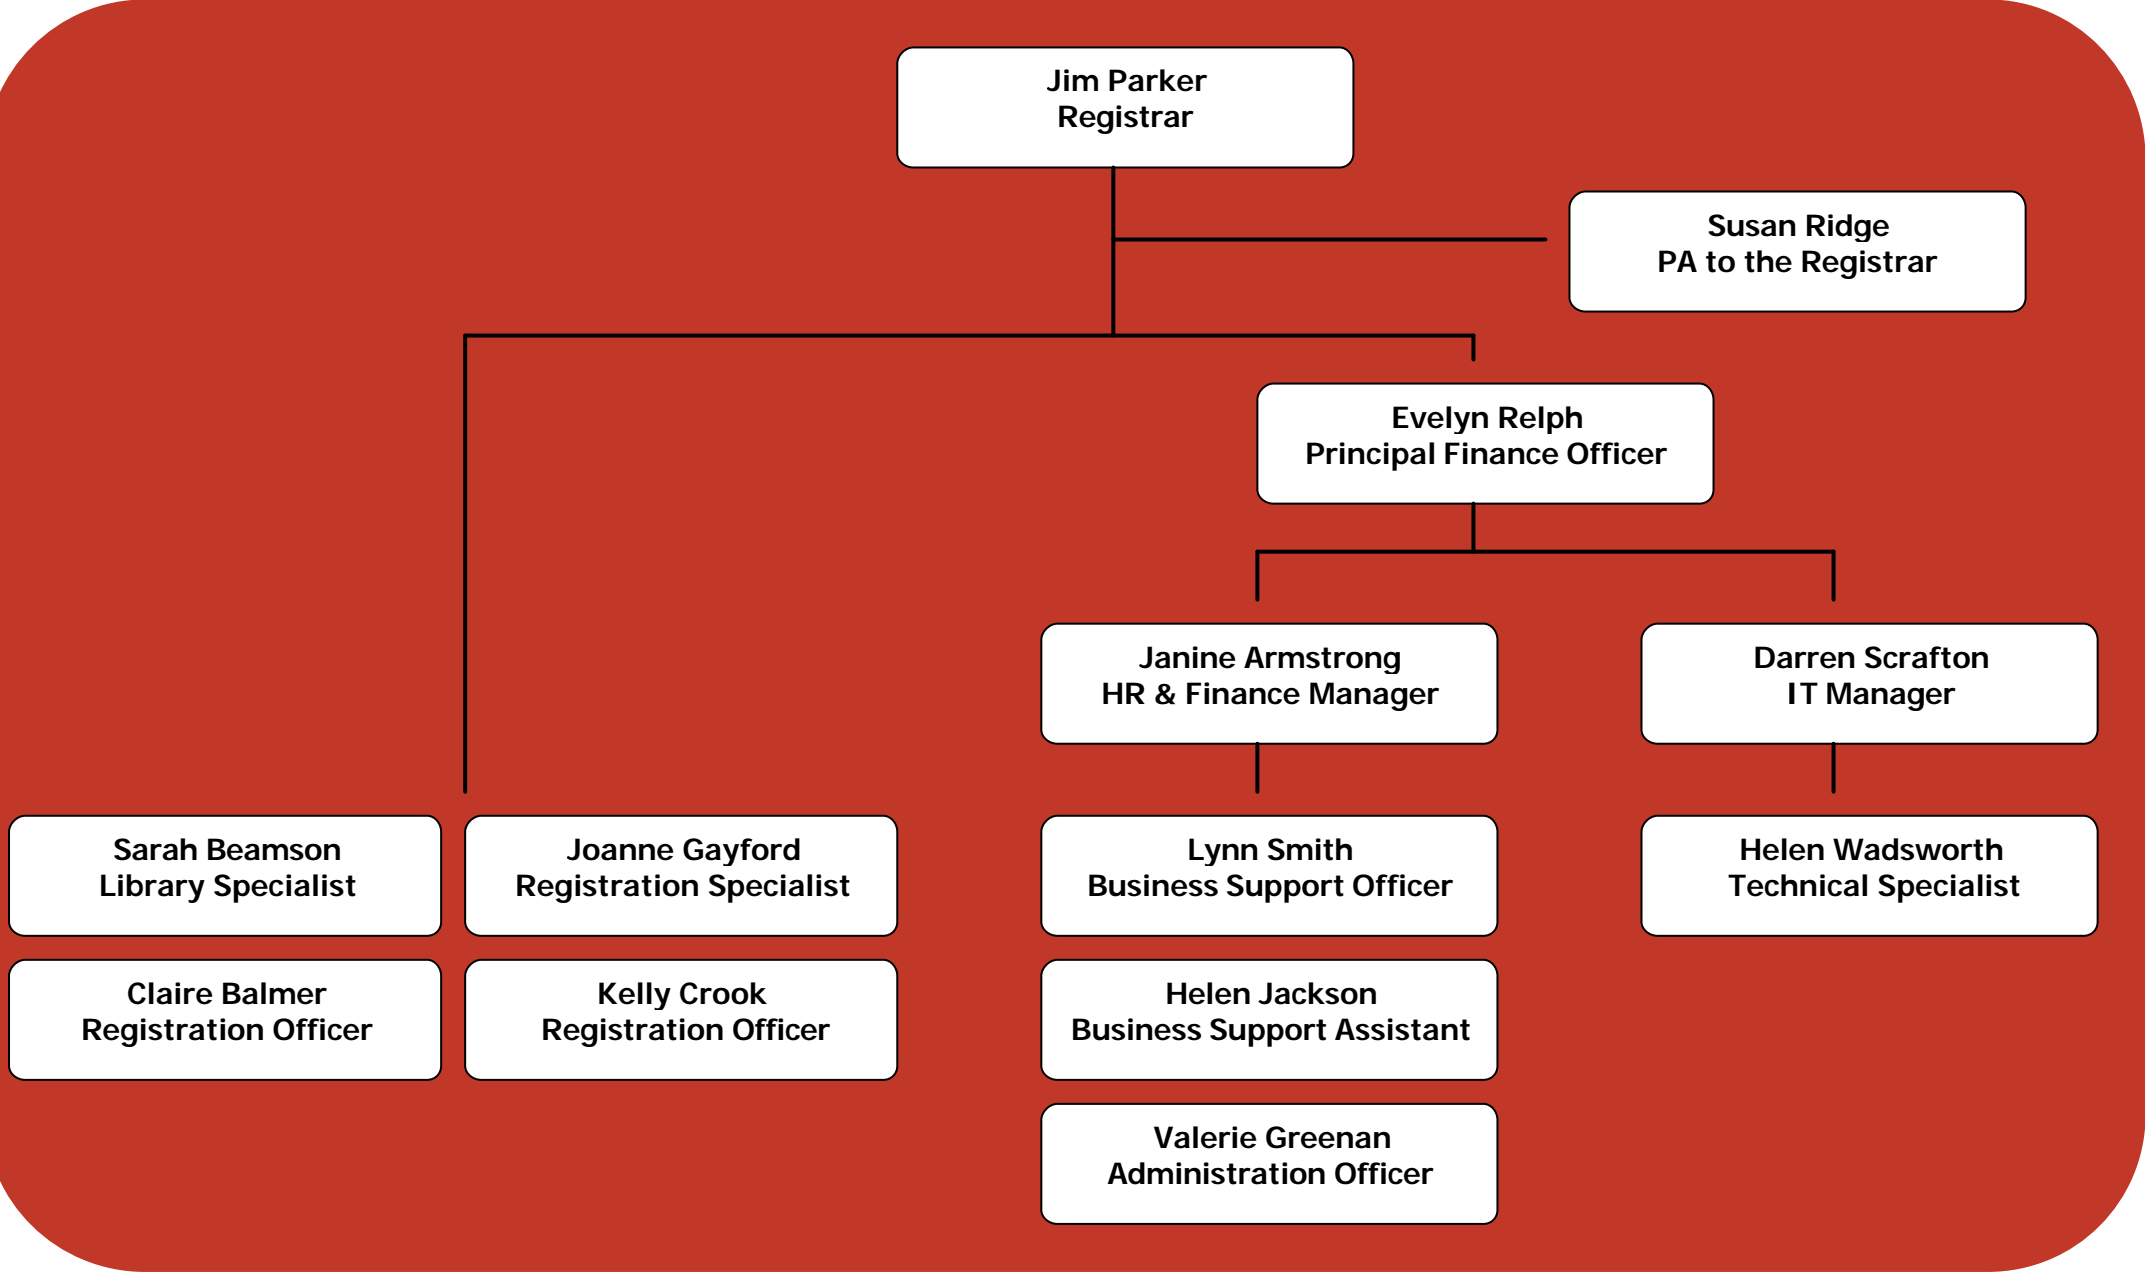 Jim Parker
Registrar
Susan Ridge
PA to the Registrar
Evelyn Relph
Principal Finance Officer
Janine Armstrong
HR & Finance Manager
Darren Scrafton
IT Manager
Sarah Beamson
Library Specialist
Joanne Gayford
Registration Specialist
Lynn Smith
Business Support Officer
Helen Wadsworth
Technical Specialist
Claire Balmer
Registration Officer
Kelly Crook
Registration Officer
Helen Jackson
Business Support Assistant
Valerie Greenan
Administration Officer